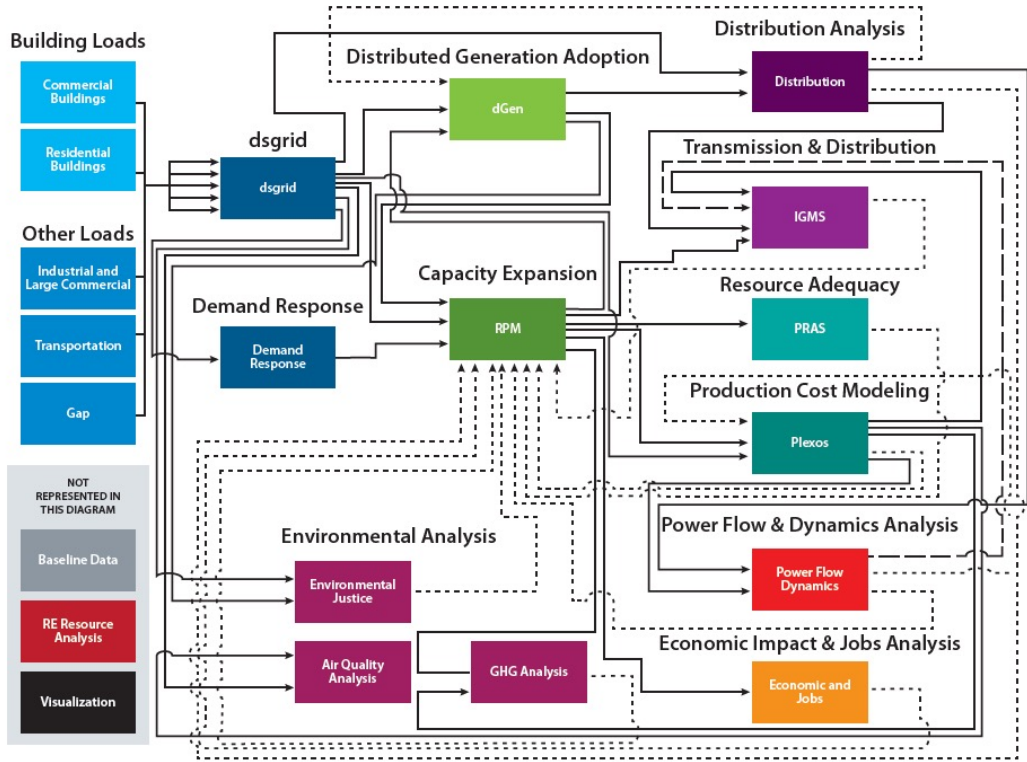 Building Loads
Commercial
Buildings
Residential
Buildings
Other Loads
Industrial and
Large Commercial
Transportation
Gap
NOT
REPRESENTED IN
THIS DIAGRAM
Baseline Data
RE Resource
Analysis
Visualization
dsgrid
dsgrid
Demand Response
Demand
Response
Distributed Generation Adoption
dGen
Capacity Expansion
RPM
Environmental Analysis
Environmental
Justice
Air Quality
Analysis
GHG Analysis
Distribution Analysis
Distribution
Transmission & Distribution
IGMS
Resource Adequacy
PRAS
Production Cost Modeling
Plexos
Power Flow & Dynamics Analysis
Power Flow
Dynamics
Economic Impact & Jobs Analysis
Economic and
Jobs